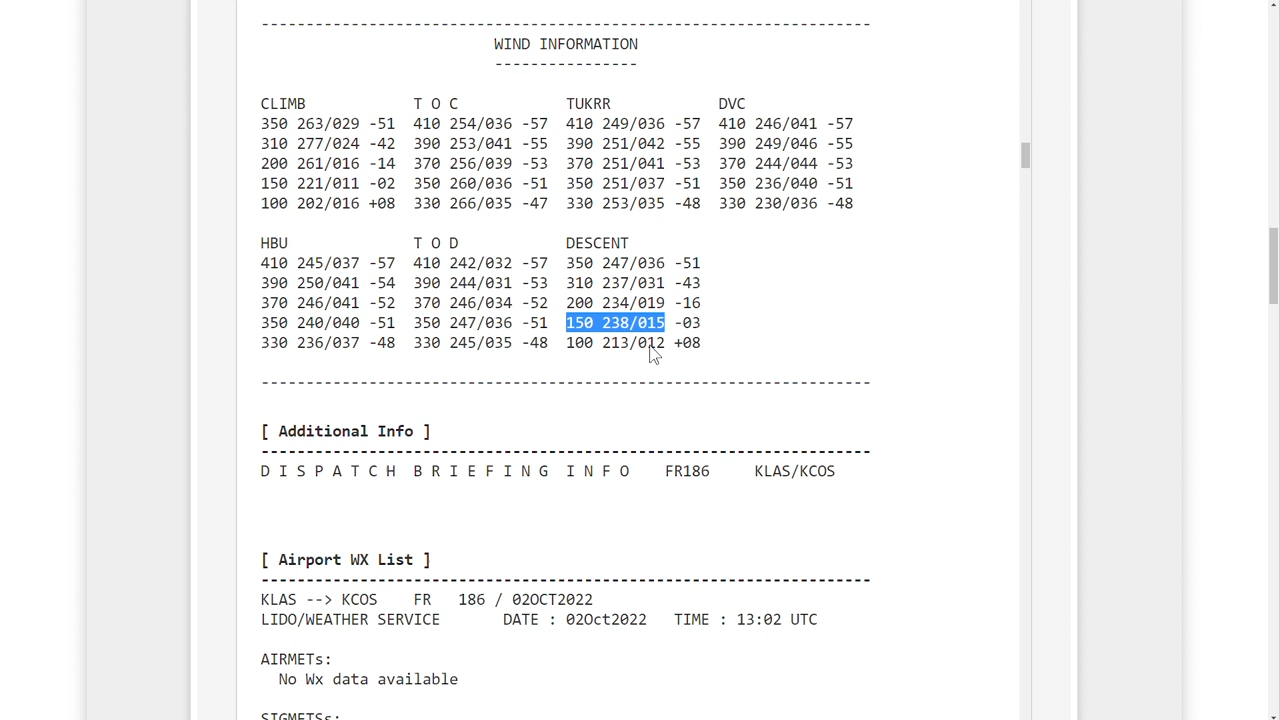 --------------------------------------------------------------------
WIND INFORMATION
----------------
CLIMB            T O C            TUKRR            DVC
350 263/029 -51  410 254/036 -57  410 249/036 -57  410 246/041 -57
310 277/024 -42  390 253/041 -55  390 251/042 -55  390 249/046 -55
200 261/016 -14  370 256/039 -53  370 251/041 -53  370 244/044 -53
150 221/011 -02  350 260/036 -51  350 251/037 -51  350 236/040 -51
100 202/016 +08  330 266/035 -47  330 253/035 -48  330 230/036 -48
HBU              T O D            DESCENT
410 245/037 -57  410 242/032 -57  350 247/036 -51
390 250/041 -54  390 244/031 -53  310 237/031 -43
370 246/041 -52  370 246/034 -52  200 234/019 -16
350 240/040 -51  350 247/036 -51  150 238/015 -03
330 236/037 -48  330 245/035 -48  100 213/012 +08
--------------------------------------------------------------------
[ Additional Info ]
--------------------------------------------------------------------
D I S P A T C H  B R I E F I N G  I N F O    FR186     KLAS/KCOS
[ Airport WX List ]
--------------------------------------------------------------------
KLAS --> KCOS    FR   186 / 02OCT2022
LIDO/WEATHER SERVICE       DATE : 02Oct2022   TIME : 13:02 UTC
AIRMETs:
  No Wx data available
SIGMETSs: